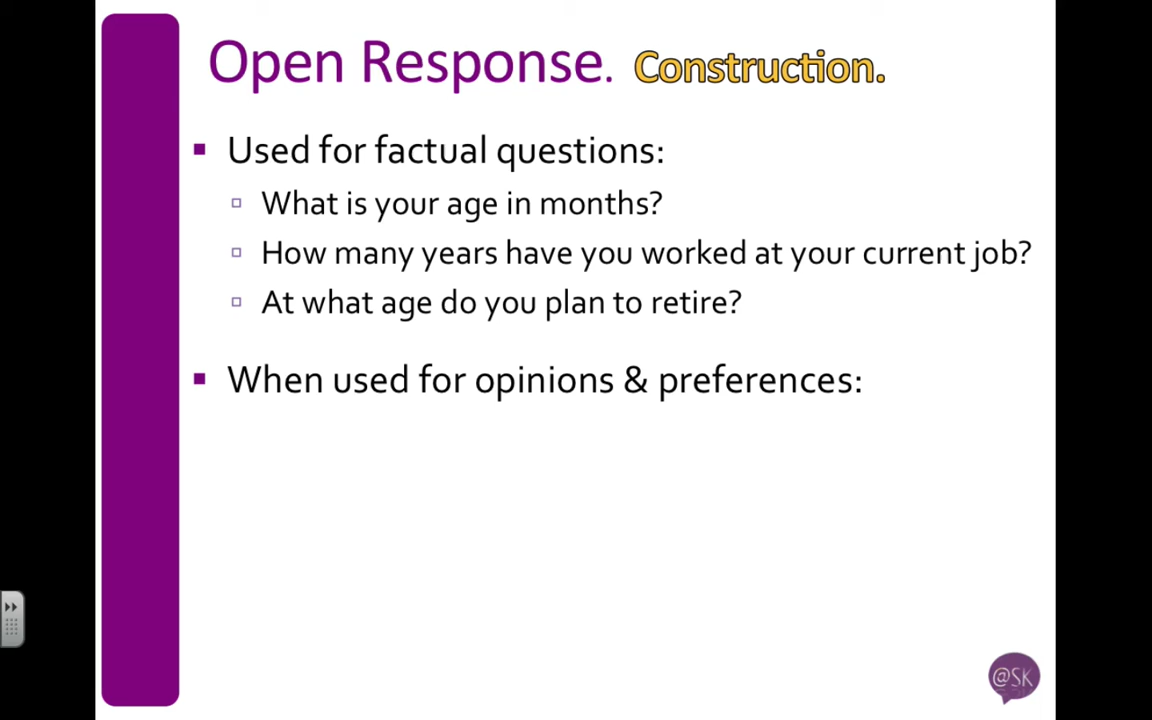 Open Response. Construction.
Used for factual questions:
What is your age in months?
How many years have you worked at your current job?
At what age do you plan to retire?
When used for opinions & preferences:
@SK